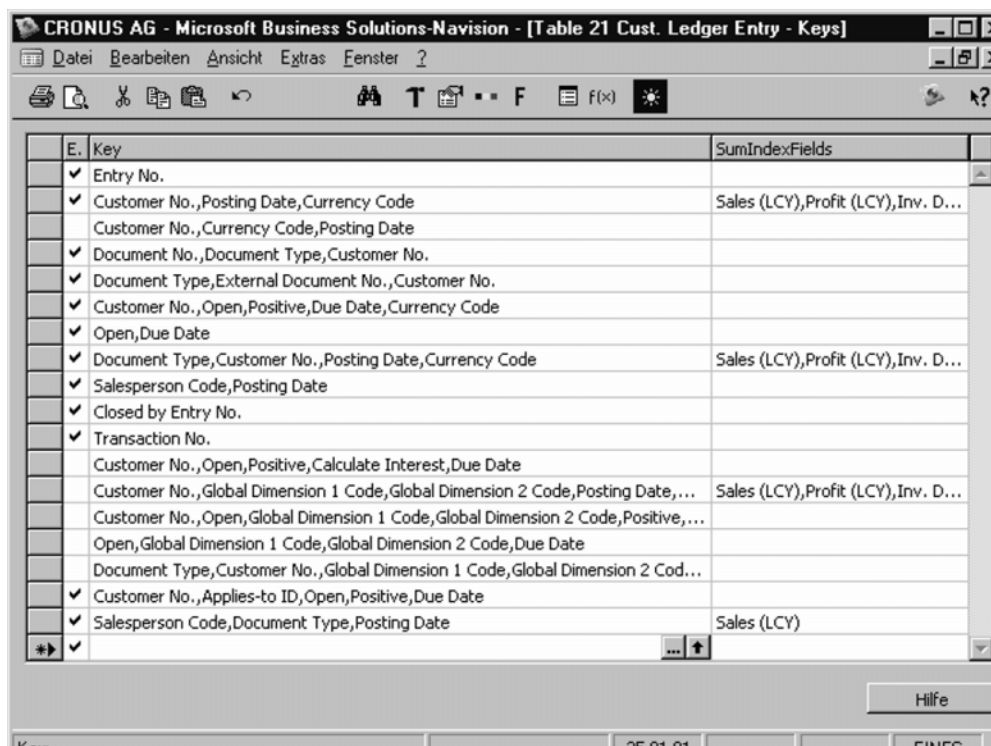 CRONUS AG - Microsoft Business Solutions-Navision - [Table 21 Cust. Ledger Entry - Keys]
Datei Bearbeiten Ansicht Extras Fenster ?
T F f(x)
E. Key SumIndexFields
Entry No.
Customer No.,Posting Date,Currency Code Sales (LCY),Profit (LCY),Inv. D...
Customer No.,Currency Code,Posting Date
Document No.,Document Type,Customer No.
Document Type,External Document No.,Customer No.
Customer No.,Open,Positive,Due Date,Currency Code
Open,Due Date
Document Type,Customer No.,Posting Date,Currency Code Sales (LCY),Profit (LCY),Inv. D...
Salesperson Code,Posting Date
Closed by Entry No.
Transaction No.
Customer No.,Open,Positive,Calculate Interest,Due Date
Customer No.,Global Dimension 1 Code,Global Dimension 2 Code,Posting Date,... Sales (LCY),Profit (LCY),Inv. D...
Customer No.,Open,Global Dimension 1 Code,Global Dimension 2 Code,Positive,...
Open,Global Dimension 1 Code,Global Dimension 2 Code,Due Date
Document Type,Customer No.,Global Dimension 1 Code,Global Dimension 2 Cod...
Customer No.,Applies-to ID,Open,Positive,Due Date
Salesperson Code,Document Type,Posting Date Sales (LCY)
...
Hilfe